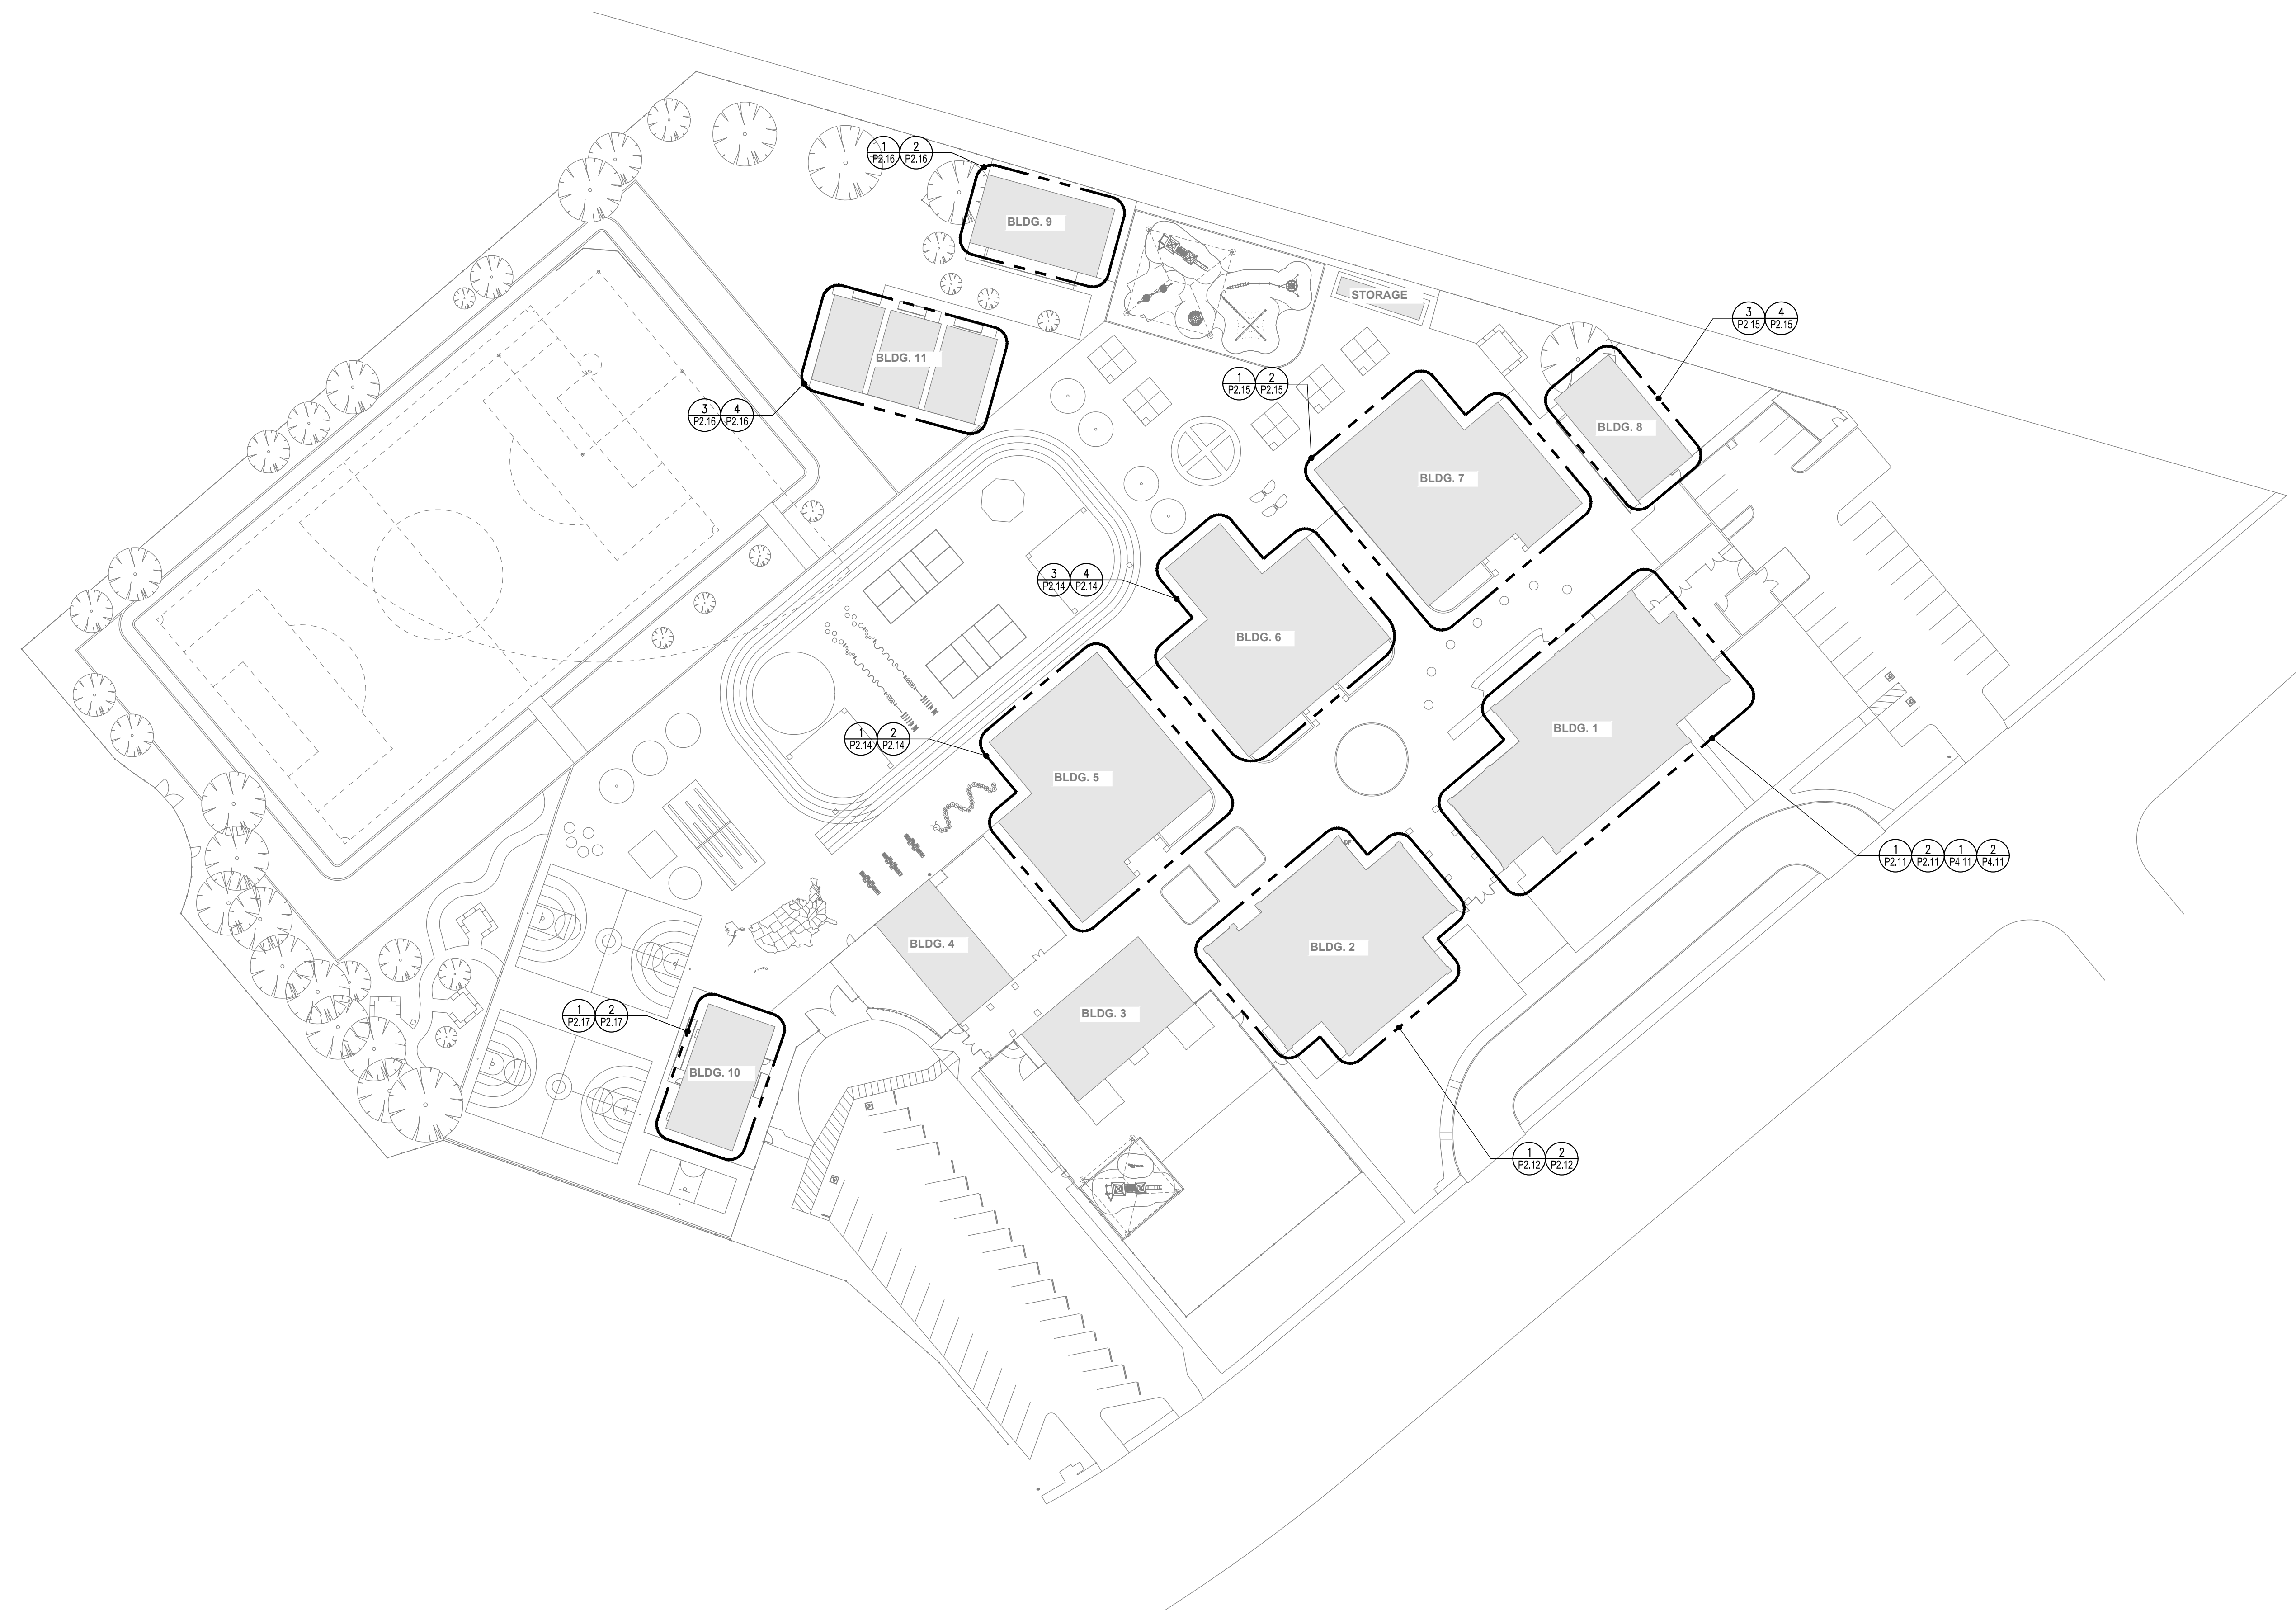 1 2
P2.16 P2.16
BLDG. 9
STORAGE
3 4
P2.15 P2.15
BLDG. 11
1 2
P2.15 P2.15
3 4
P2.16 P2.16
BLDG. 8
BLDG. 7
3 4
P2.14 P2.14
BLDG. 6
BLDG. 1
1 2
P2.14 P2.14
BLDG. 5
DF
1 2 1 2
P2.11 P2.11 P4.11 P4.11
BLDG. 4
BLDG. 2
1 2
P2.17 P2.17
BLDG. 3
BLDG. 10
1 2
P2.12 P2.12